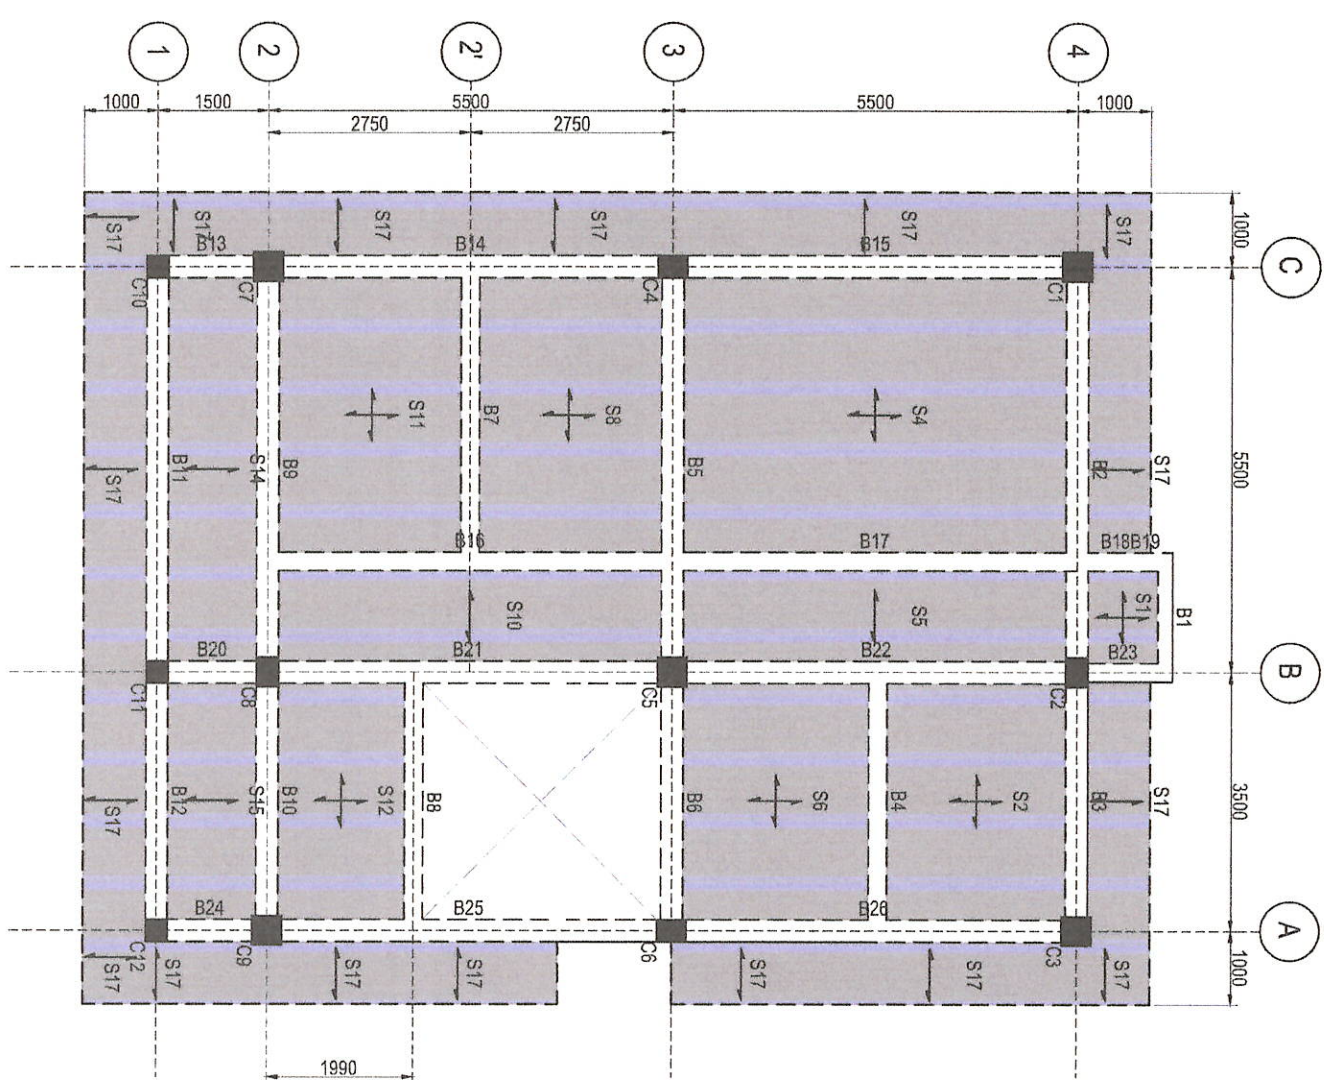 1
2
2'
3
4
1000
1500
5500
5500
1000
2750
2750
1000
C
S17
S17
S17
S17
S17
S17
B13
B14
B15
C10
C7
C4
C1
S11
B7
S8
S4
5500
S17
B11
S14
B9
B5
B2
S17
B16
B17
B18B19
S10
S5
S1
B1
B20
B21
B22
B23
B
C11
C8
C5
C2
S17
B12
S15
B10
S12
B8
B6
S6
B4
S2
B3
S17
3500
B24
B25
B26
A
C12
C9
C6
C3
S17
S17
S17
S17
S17
S17
S17
1000
1990